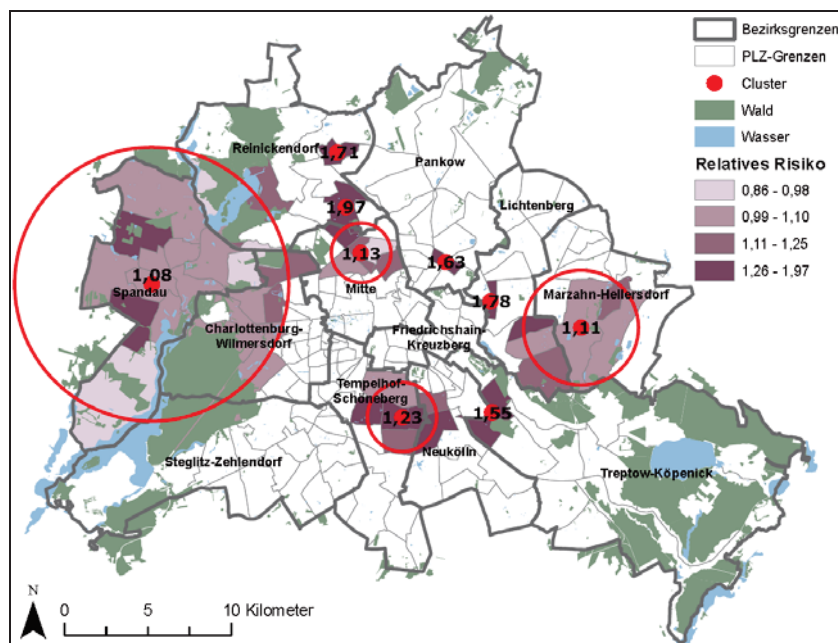 Bezirksgrenzen
PLZ-Grenzen
Cluster
Wald
Wasser
Relatives Risiko
0,86 - 0,98
0,99 - 1,10
1,11 - 1,25
1,26 - 1,97
Reinickendorf
1,71
Pankow
1,97
Lichtenberg
1,13
1,63
1,08
Spandau
Mitte
1,78
Marzahn-Hellersdorf
Charlottenburg-
Wilmersdorf
Friedrichshain-
Kreuzberg
1,11
Tempelhof-
Schöneberg
1,23
1,55
Neukölln
Steglitz-Zehlendorf
Treptow-Köpenick
N
0 5 10 Kilometer